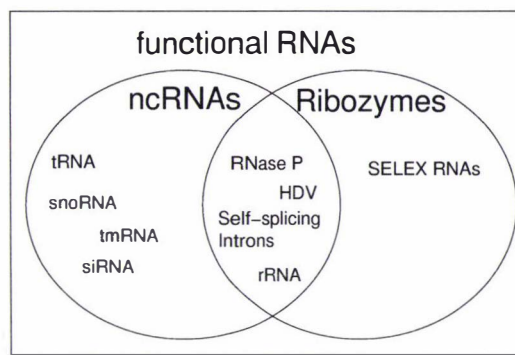 functional RNAs
ncRNAs
Ribozymes
tRNA
snoRNA
tmRNA
siRNA
RNase P
HDV
Self-splicing
Introns
rRNA
SELEX RNAs